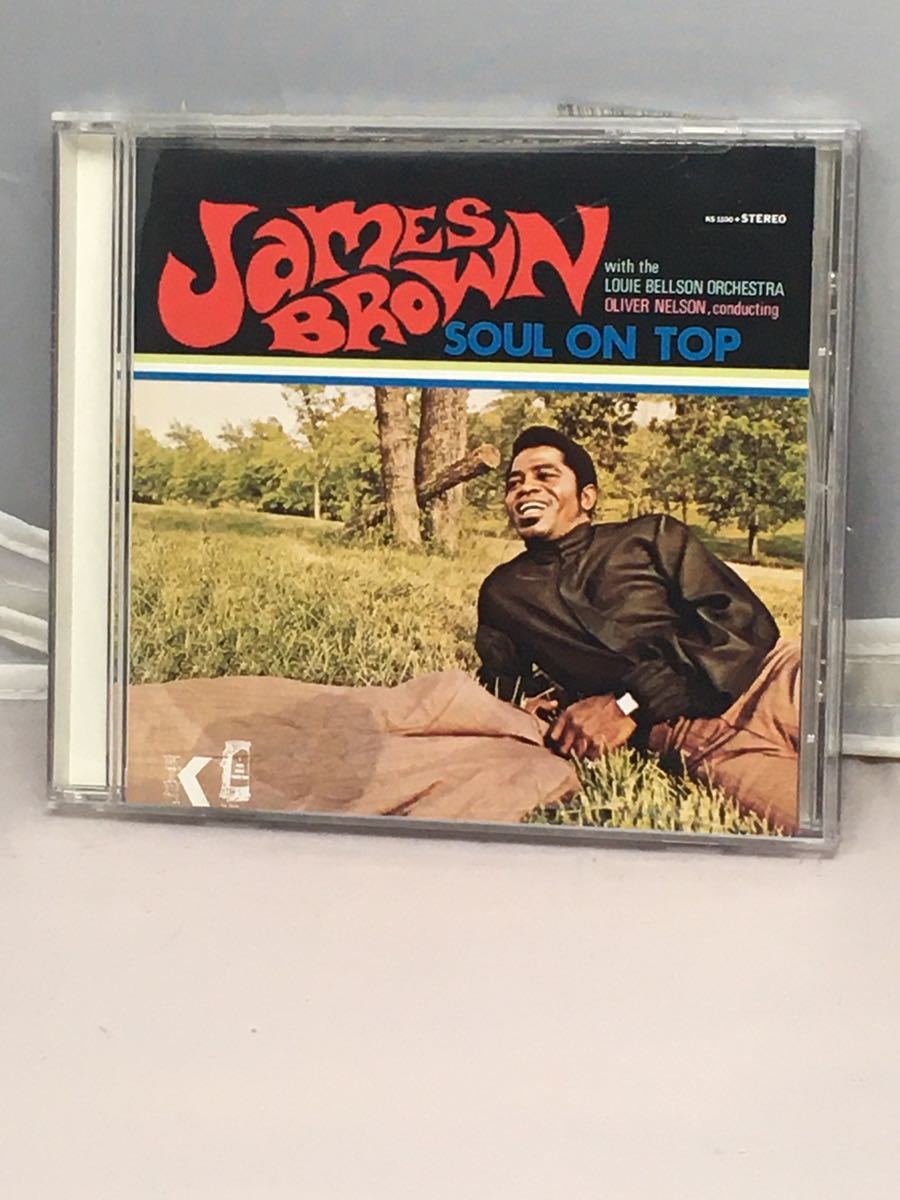 JAMES
BROWN
KS 1100 • STEREO
with the
LOUIE BELLSON ORCHESTRA
OLIVER NELSON, conducting
SOUL ON TOP